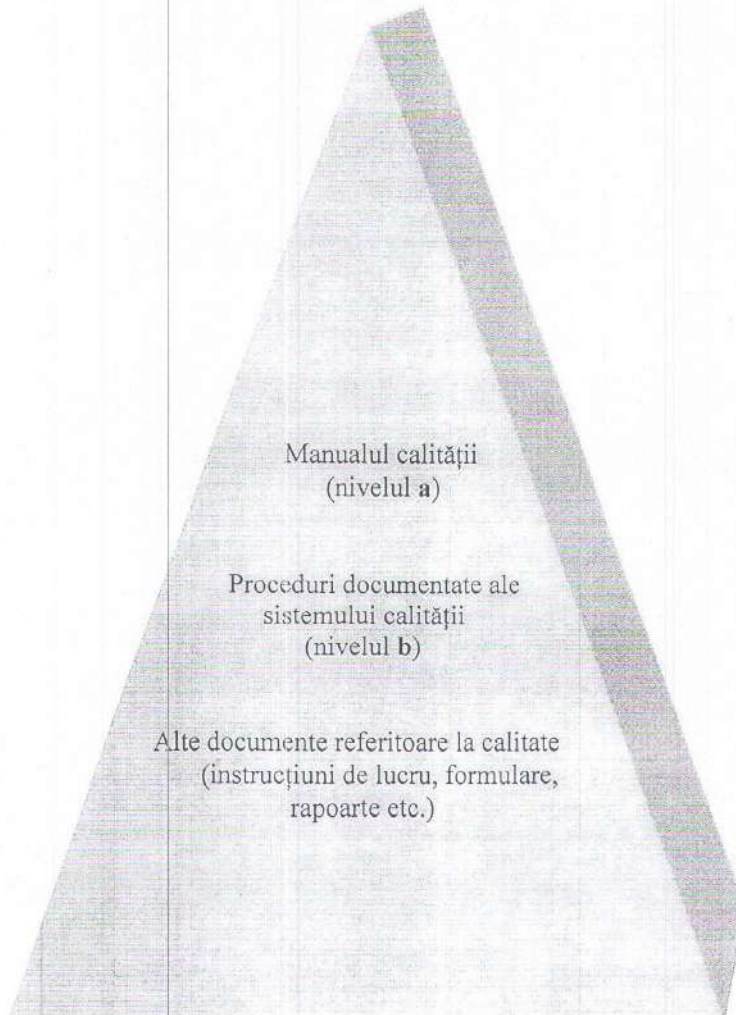 Manualul calității
(nivelul a)
Proceduri documentate ale
sistemului calității
(nivelul b)
Alte documente referitoare la calitate
(instrucțiuni de lucru, formulare,
rapoarte etc.)